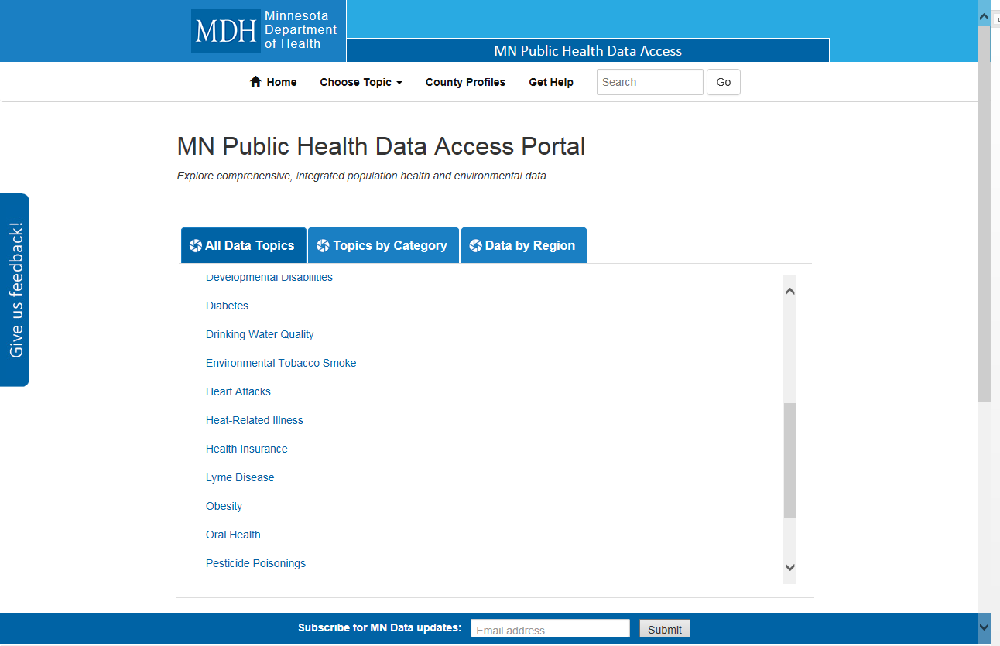 MDH
Minnesota
Department
of Health
MN Public Health Data Access
Home Choose Topic County Profiles Get Help Search Go
MN Public Health Data Access Portal
Explore comprehensive, integrated population health and environmental data.
Give us feedback!
All Data Topics Topics by Category Data by Region
Developmental Disabilities
Diabetes
Drinking Water Quality
Environmental Tobacco Smoke
Heart Attacks
Heat-Related Illness
Health Insurance
Lyme Disease
Obesity
Oral Health
Pesticide Poisonings
Subscribe for MN Data updates: Email address Submit